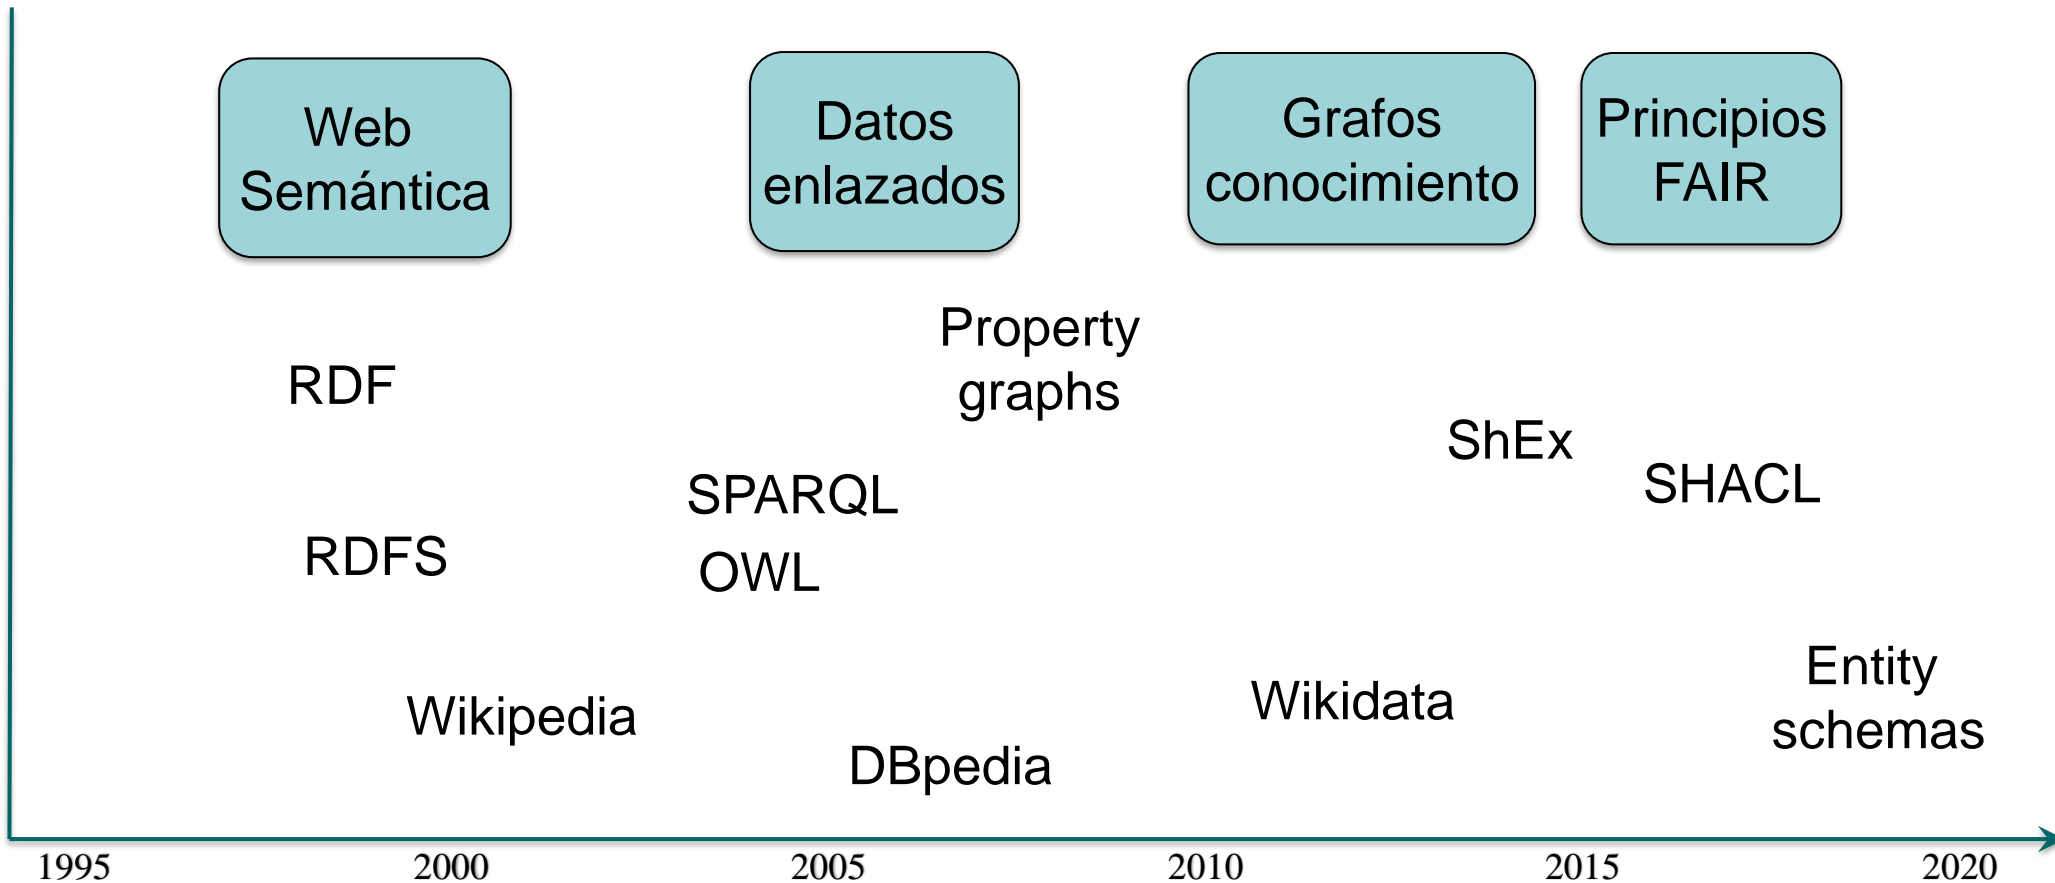 Web
Semántica
Datos
enlazados
Grafos
conocimiento
Principios
FAIR
Property
graphs
RDF
ShEx
SHACL
SPARQL
RDFS
OWL
Entity
schemas
Wikipedia
Wikidata
DBpedia
1995
2000
2005
2010
2015
2020